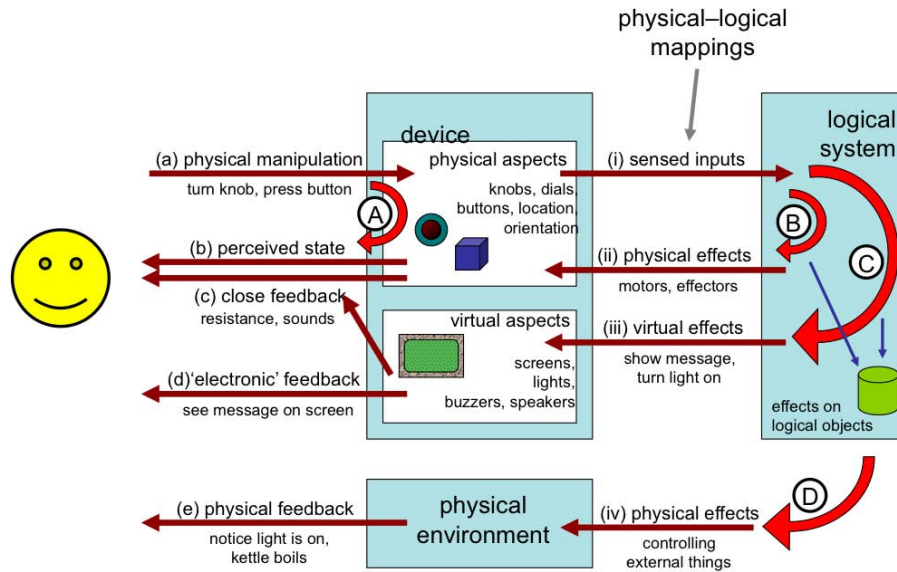 physical–logical
mappings
device
logical
system
(a) physical manipulation
turn knob, press button
physical aspects
knobs, dials,
buttons, location,
orientation
(i) sensed inputs
A
B
C
(b) perceived state
(ii) physical effects
motors, effectors
(c) close feedback
resistance, sounds
virtual aspects
screens,
lights,
buzzers, speakers
(iii) virtual effects
show message,
turn light on
(d)‘electronic’ feedback
see message on screen
effects on
logical objects
D
(e) physical feedback
notice light is on,
kettle boils
physical
environment
(iv) physical effects
controlling
external things